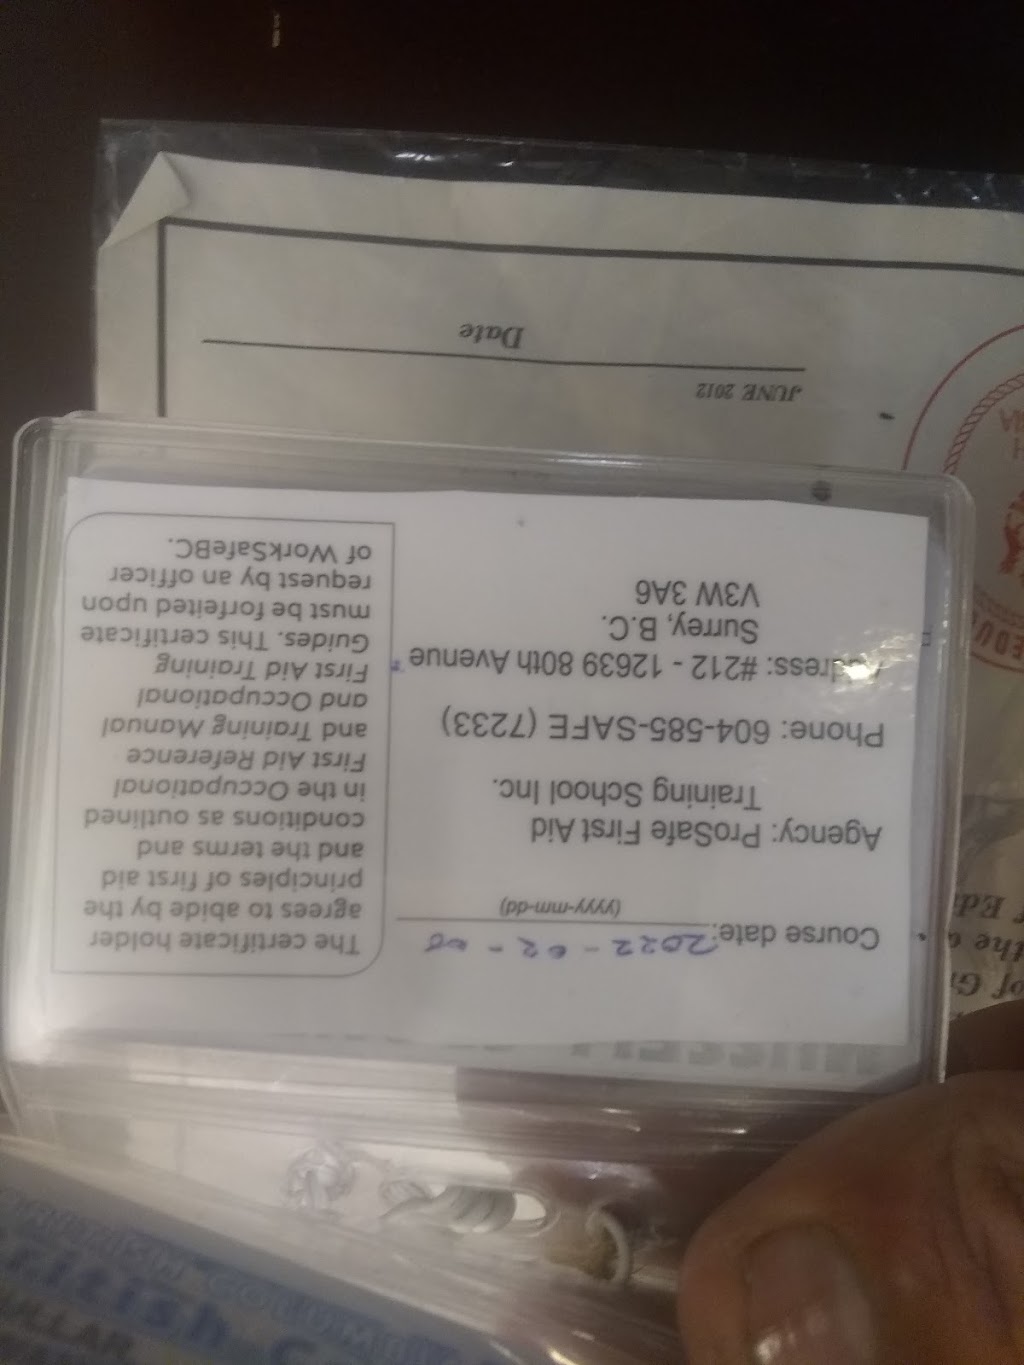 Course date: 2022-02-
(yyyy-mm-dd)
Agency: ProSafe First Aid
Training School Inc.
Phone: 604-585-SAFE (7233)
Address: #212 - 12639 80th Avenue
Surrey, B.C.
V3W 3A6
The certificate holder
agrees to abide by the
principles of first aid
and the terms and
conditions as outlined
in the Occupational
First Aid Reference
and Training Manual
and Occupational
First Aid Training
Guides. This certificate
must be forfeited upon
request by an officer
of WorkSafeBC.
JUNE 2012
Date
of
the